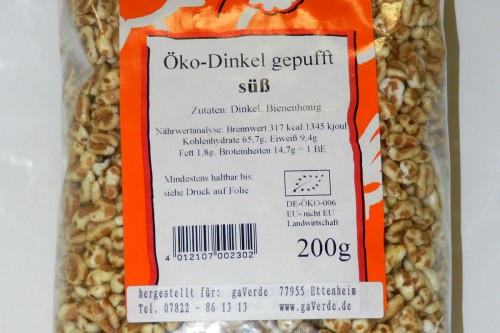 Öko-Dinkel gepufft
süß
Zutaten: Dinkel, Bienenhonig
Nährwertanalyse: Brennwert 317 kcal 1345 kjoul
Kohlenhydrate 65,7g, Eiweiß 9,4g
Fett 1,8g, Broteinheiten 14,7g = 1 BE
Mindestens haltbar bis:
siehe Druck auf Folie
DE-ÖKO-006
EU- nicht EU
Landwirtschaft
4 012107 002302
200g
hergestellt für: gaVerde 77955 Ettenheim
Tel. 07822 - 86 13 13 www.gaVerde.de